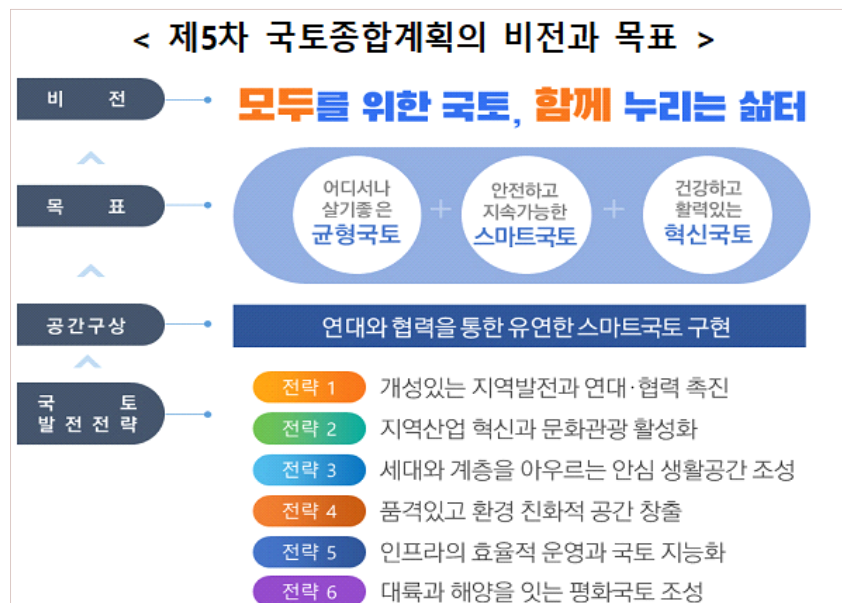 < 제5차 국토종합계획의 비전과 목표 >
비 전
모두를 위한 국토, 함께 누리는 삶터
목 표
어디서나
살기좋은
균형국토
+
안전하고
지속가능한
스마트국토
+
건강하고
활력있는
혁신국토
공간구상
연대와 협력을 통한 유연한 스마트국토 구현
국 토
발전전략
전략 1 개성있는 지역발전과 연대·협력 촉진
전략 2 지역산업 혁신과 문화관광 활성화
전략 3 세대와 계층을 아우르는 안심 생활공간 조성
전략 4 품격있고 환경 친화적 공간 창출
전략 5 인프라의 효율적 운영과 국토 지능화
전략 6 대륙과 해양을 잇는 평화국토 조성